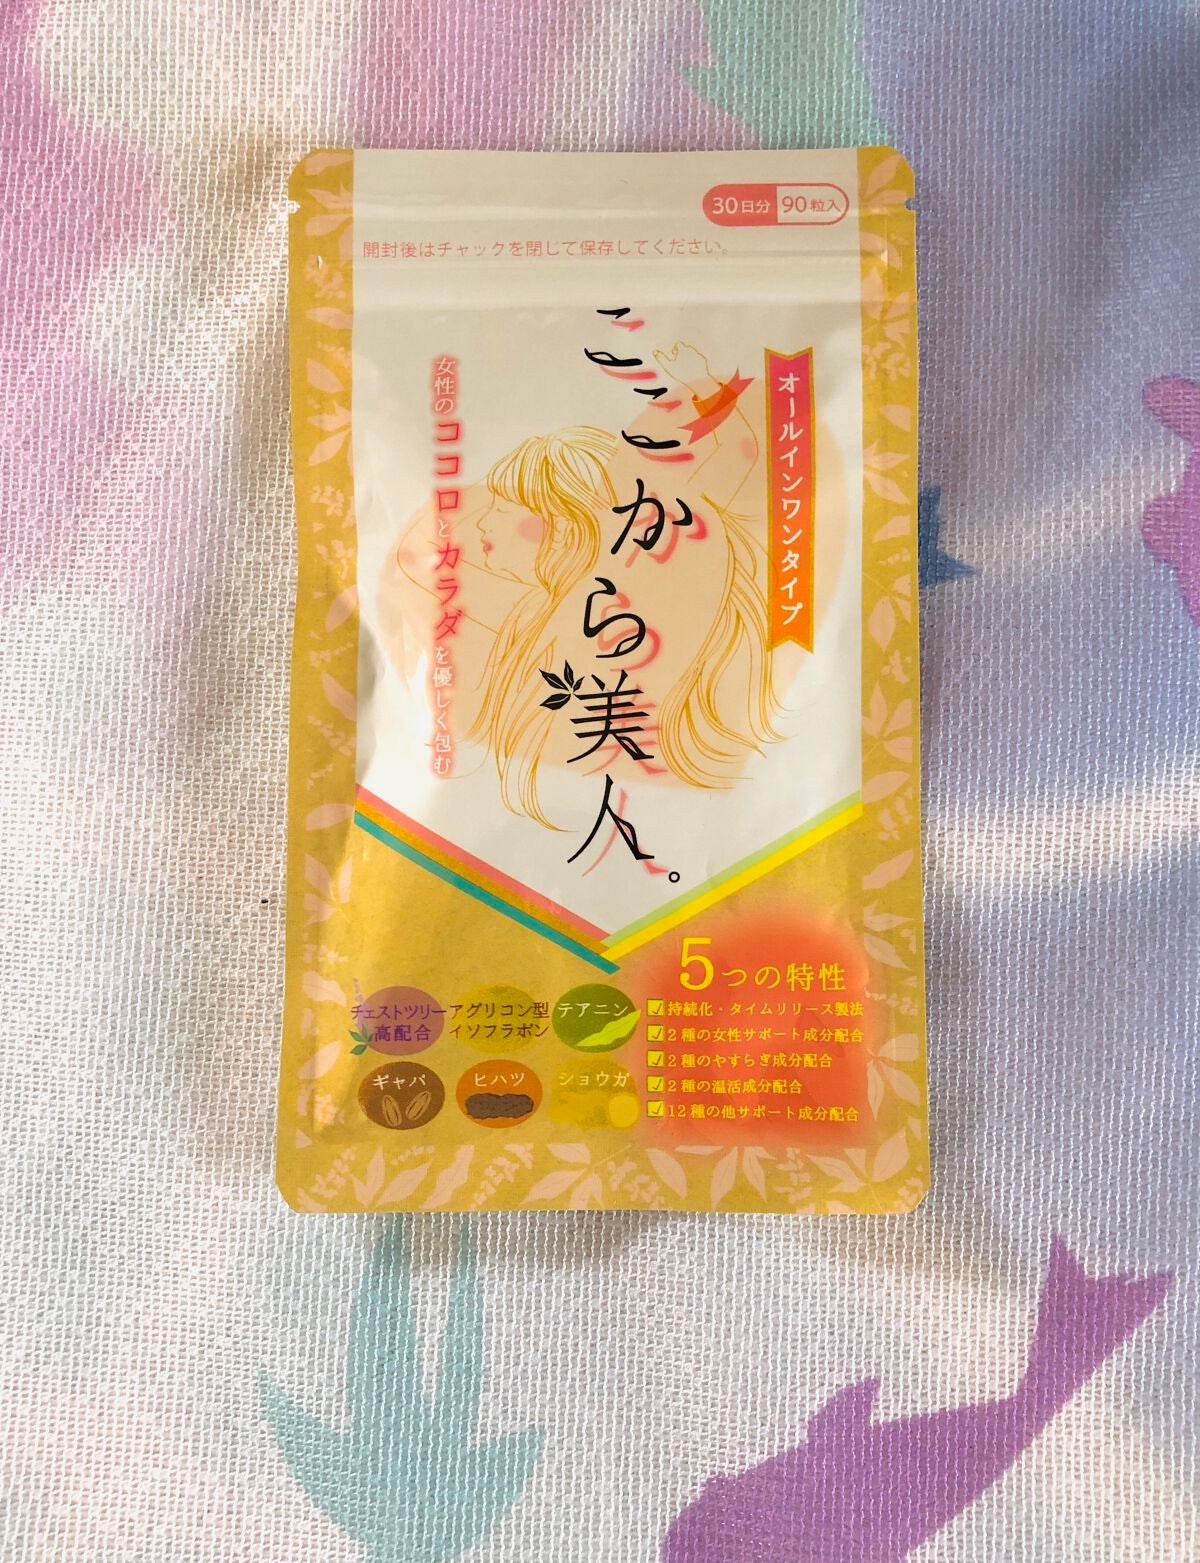 30日分 90粒入
開封後はチャックを閉じて保存してください。
オールインワンタイプ
ここから美人。
女性のココロとカラダを優しく包む
チェストツリー
高配合
アグリコン型
イソフラボン
テアニン
ギャバ
ヒハツ
ショウガ
5つの特性
持続化・タイムリリース製法
2種の女性サポート成分配合
2種のやすらぎ成分配合
2種の温活成分配合
12種の他サポート成分配合